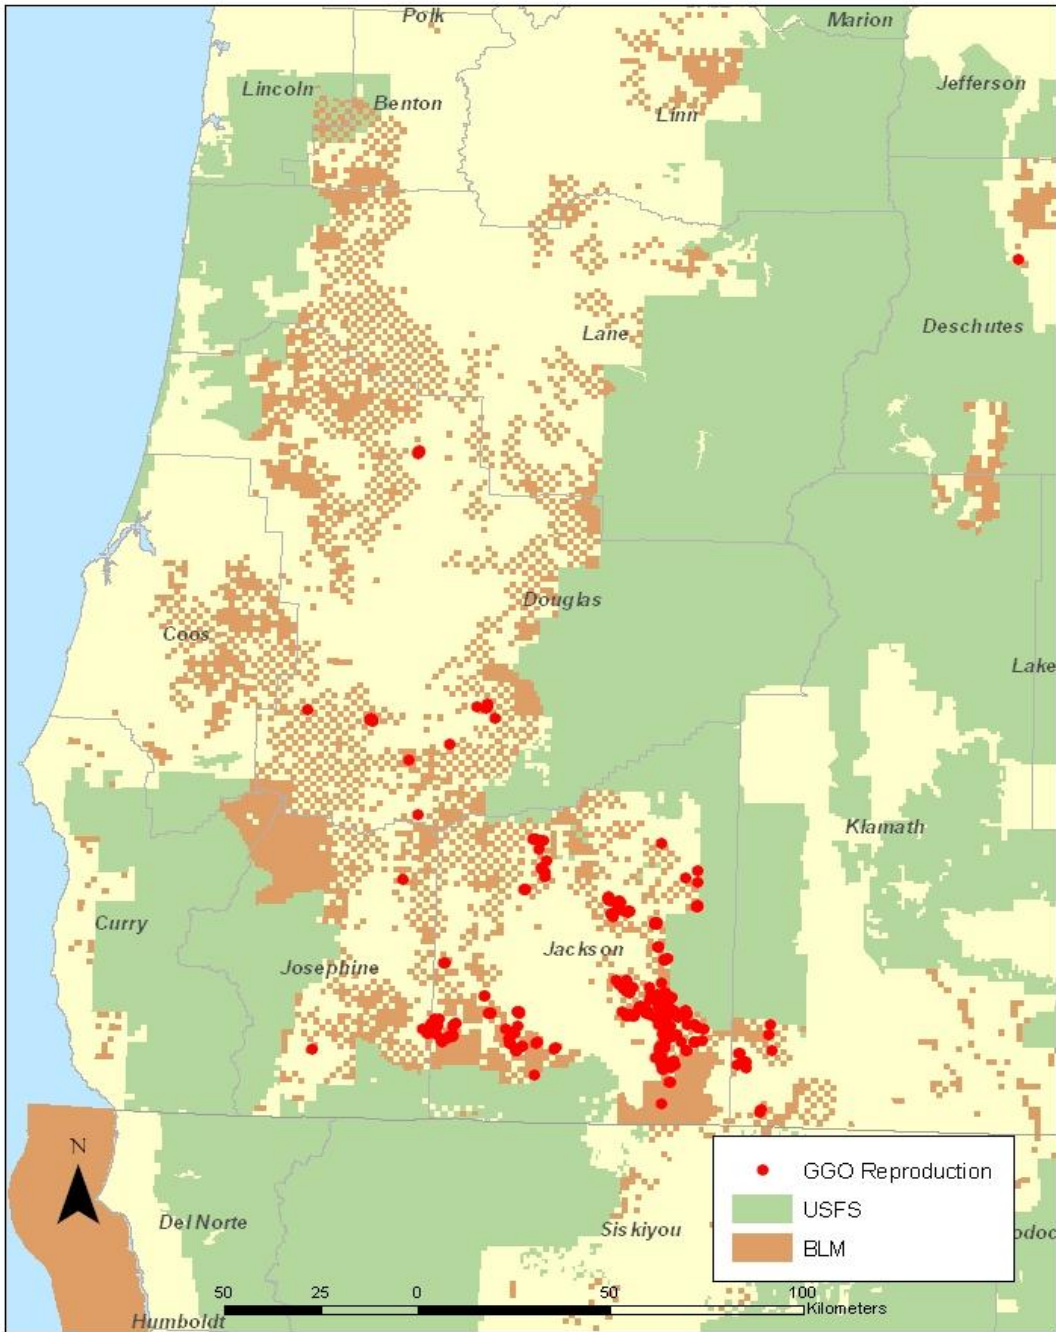 Polk
Marion
Lincoln
Benton
Jefferson
Linn
Deschutes
Lane
Douglas
Coos
Lake
Klamath
Curry
Jackson
Josephine
N
GGO Reproduction
Del Norte
USFS
Siskiyou
odoc
BLM
50 25 0 50 100
Kilometers
Humboldt